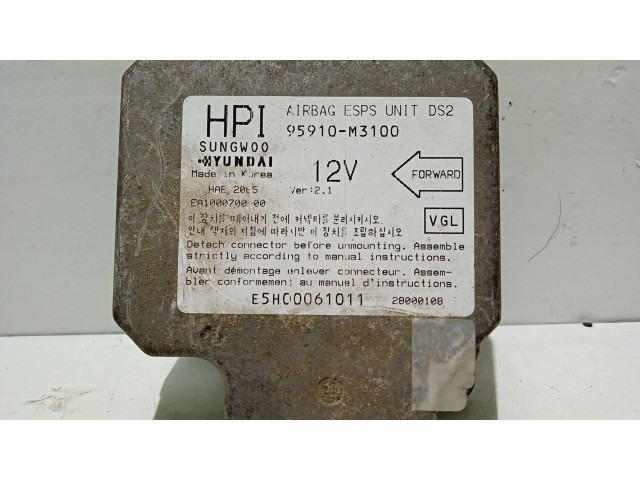 HPI
AIRBAG ESPS UNIT DS2
95910-M3100
SUNGWOO
HYUNDAI
Made in Korea
12V
FORWARD
HAE 2065
Ver:2.1
EA1000700-00
VGL
이 장치를 떼어내기 전에 커넥터를 분리시키시오.
안내 책자의 지침에 따라서만 이 장치를 조립하십시오
Detach connector before unmounting. Assemble
strictly according to manual instructions.
Avant démontage enlever connecteur. Assem-
bler conformement au manuel d'instructions.
E5H00061011
28000108